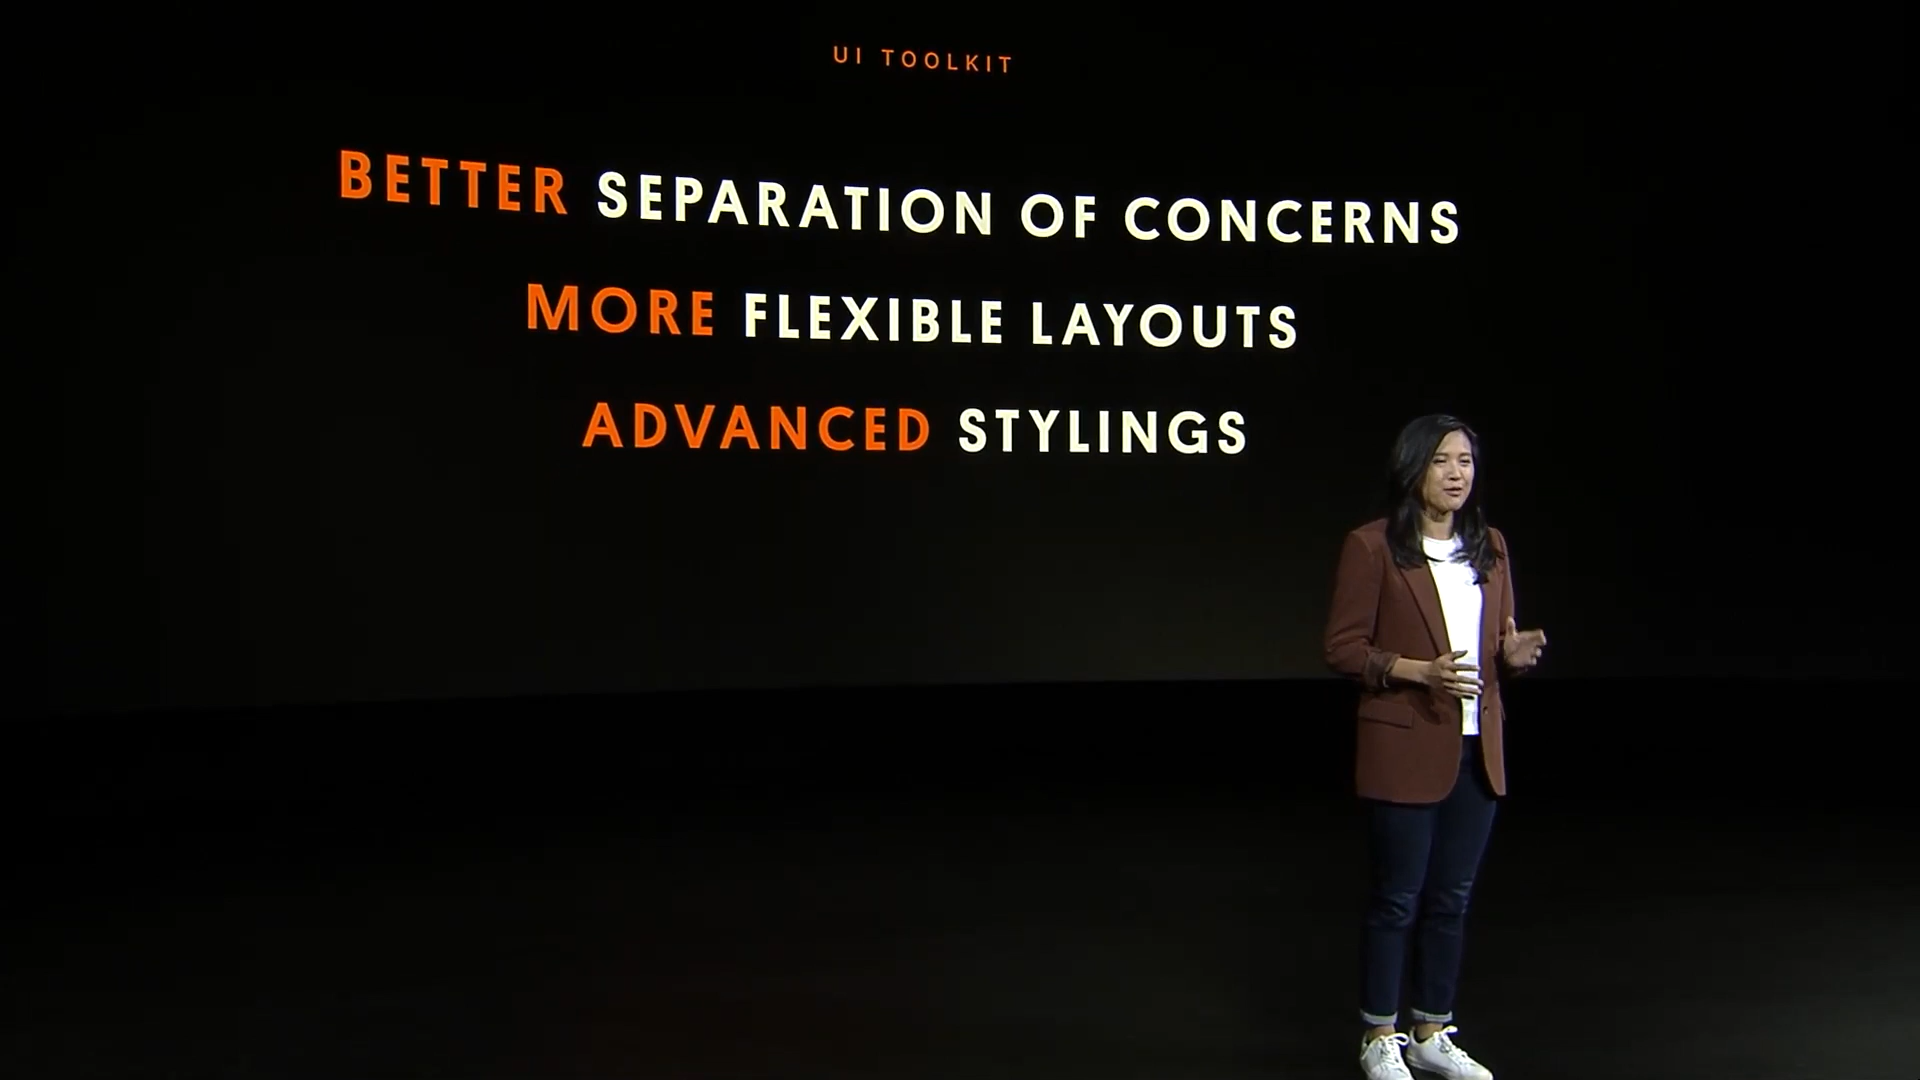 UI TOOLKIT
BETTER SEPARATION OF CONCERNS
MORE FLEXIBLE LAYOUTS
ADVANCED STYLINGS